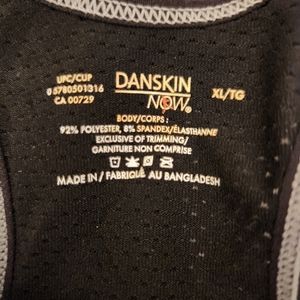 UPC/CUP
05780501316
CA 00729
DANSKIN
NOW.
XL/TG
BODY/CORPS:
92% POLYESTER, 8% SPANDEX/ÉLASTHANNE
EXCLUSIVE OF TRIMMING/
GARNITURE NON COMPRISE
MADE IN / FABRIQUÉ AU BANGLADESH